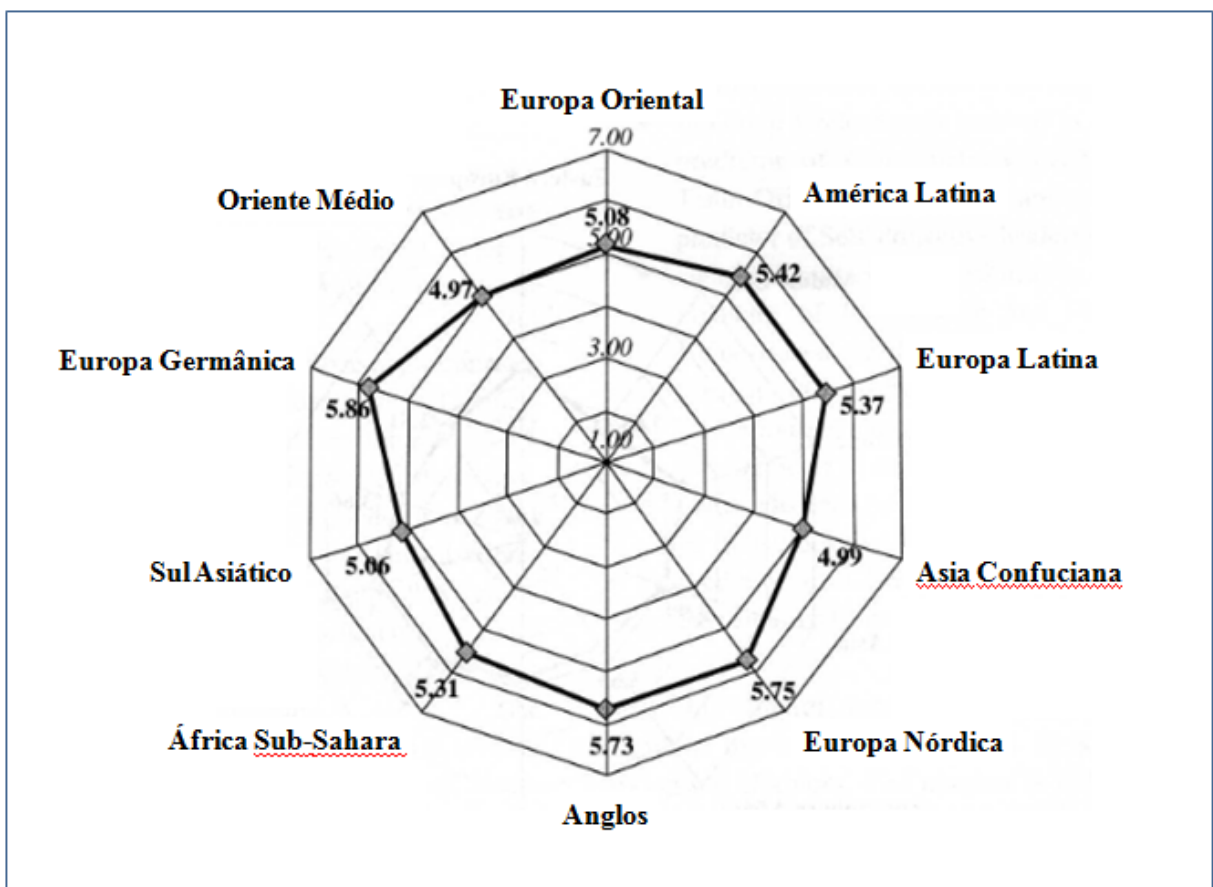 Europa Oriental
7.00
Oriente Médio
América Latina
5.08
5.00
4.97
5.42
Europa Germânica
3.00
Europa Latina
5.86
5.37
1.00
Sul Asiático
5.06
4.99
Asia Confuciana
5.31
5.75
África Sub-Sahara
5.73
Europa Nórdica
Anglos